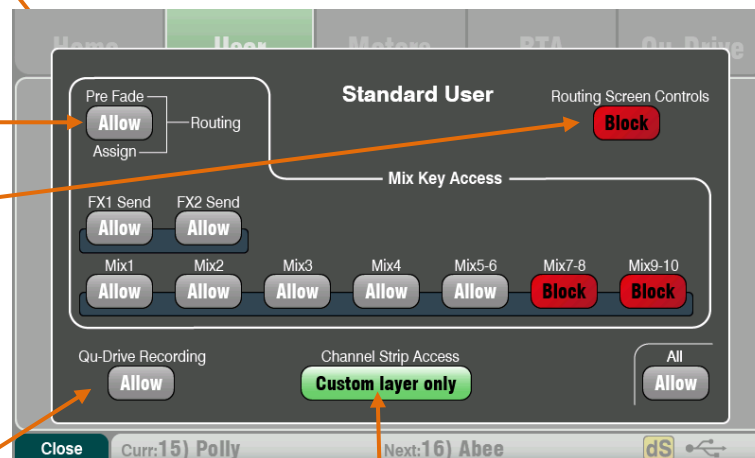 Home User Meters RTA Qu-Drive
Standard User
Pre Fade
Allow
Routing
Assign
Routing Screen Controls
Block
Mix Key Access
FX1 Send FX2 Send
Allow Allow
Mix1 Mix2 Mix3 Mix4 Mix5-6 Mix7-8 Mix9-10
Allow Allow Allow Allow Allow Block Block
Qu-Drive Recording Channel Strip Access All
Allow Custom layer only Allow
Close Curr:15) Polly Next:16) Abee dS